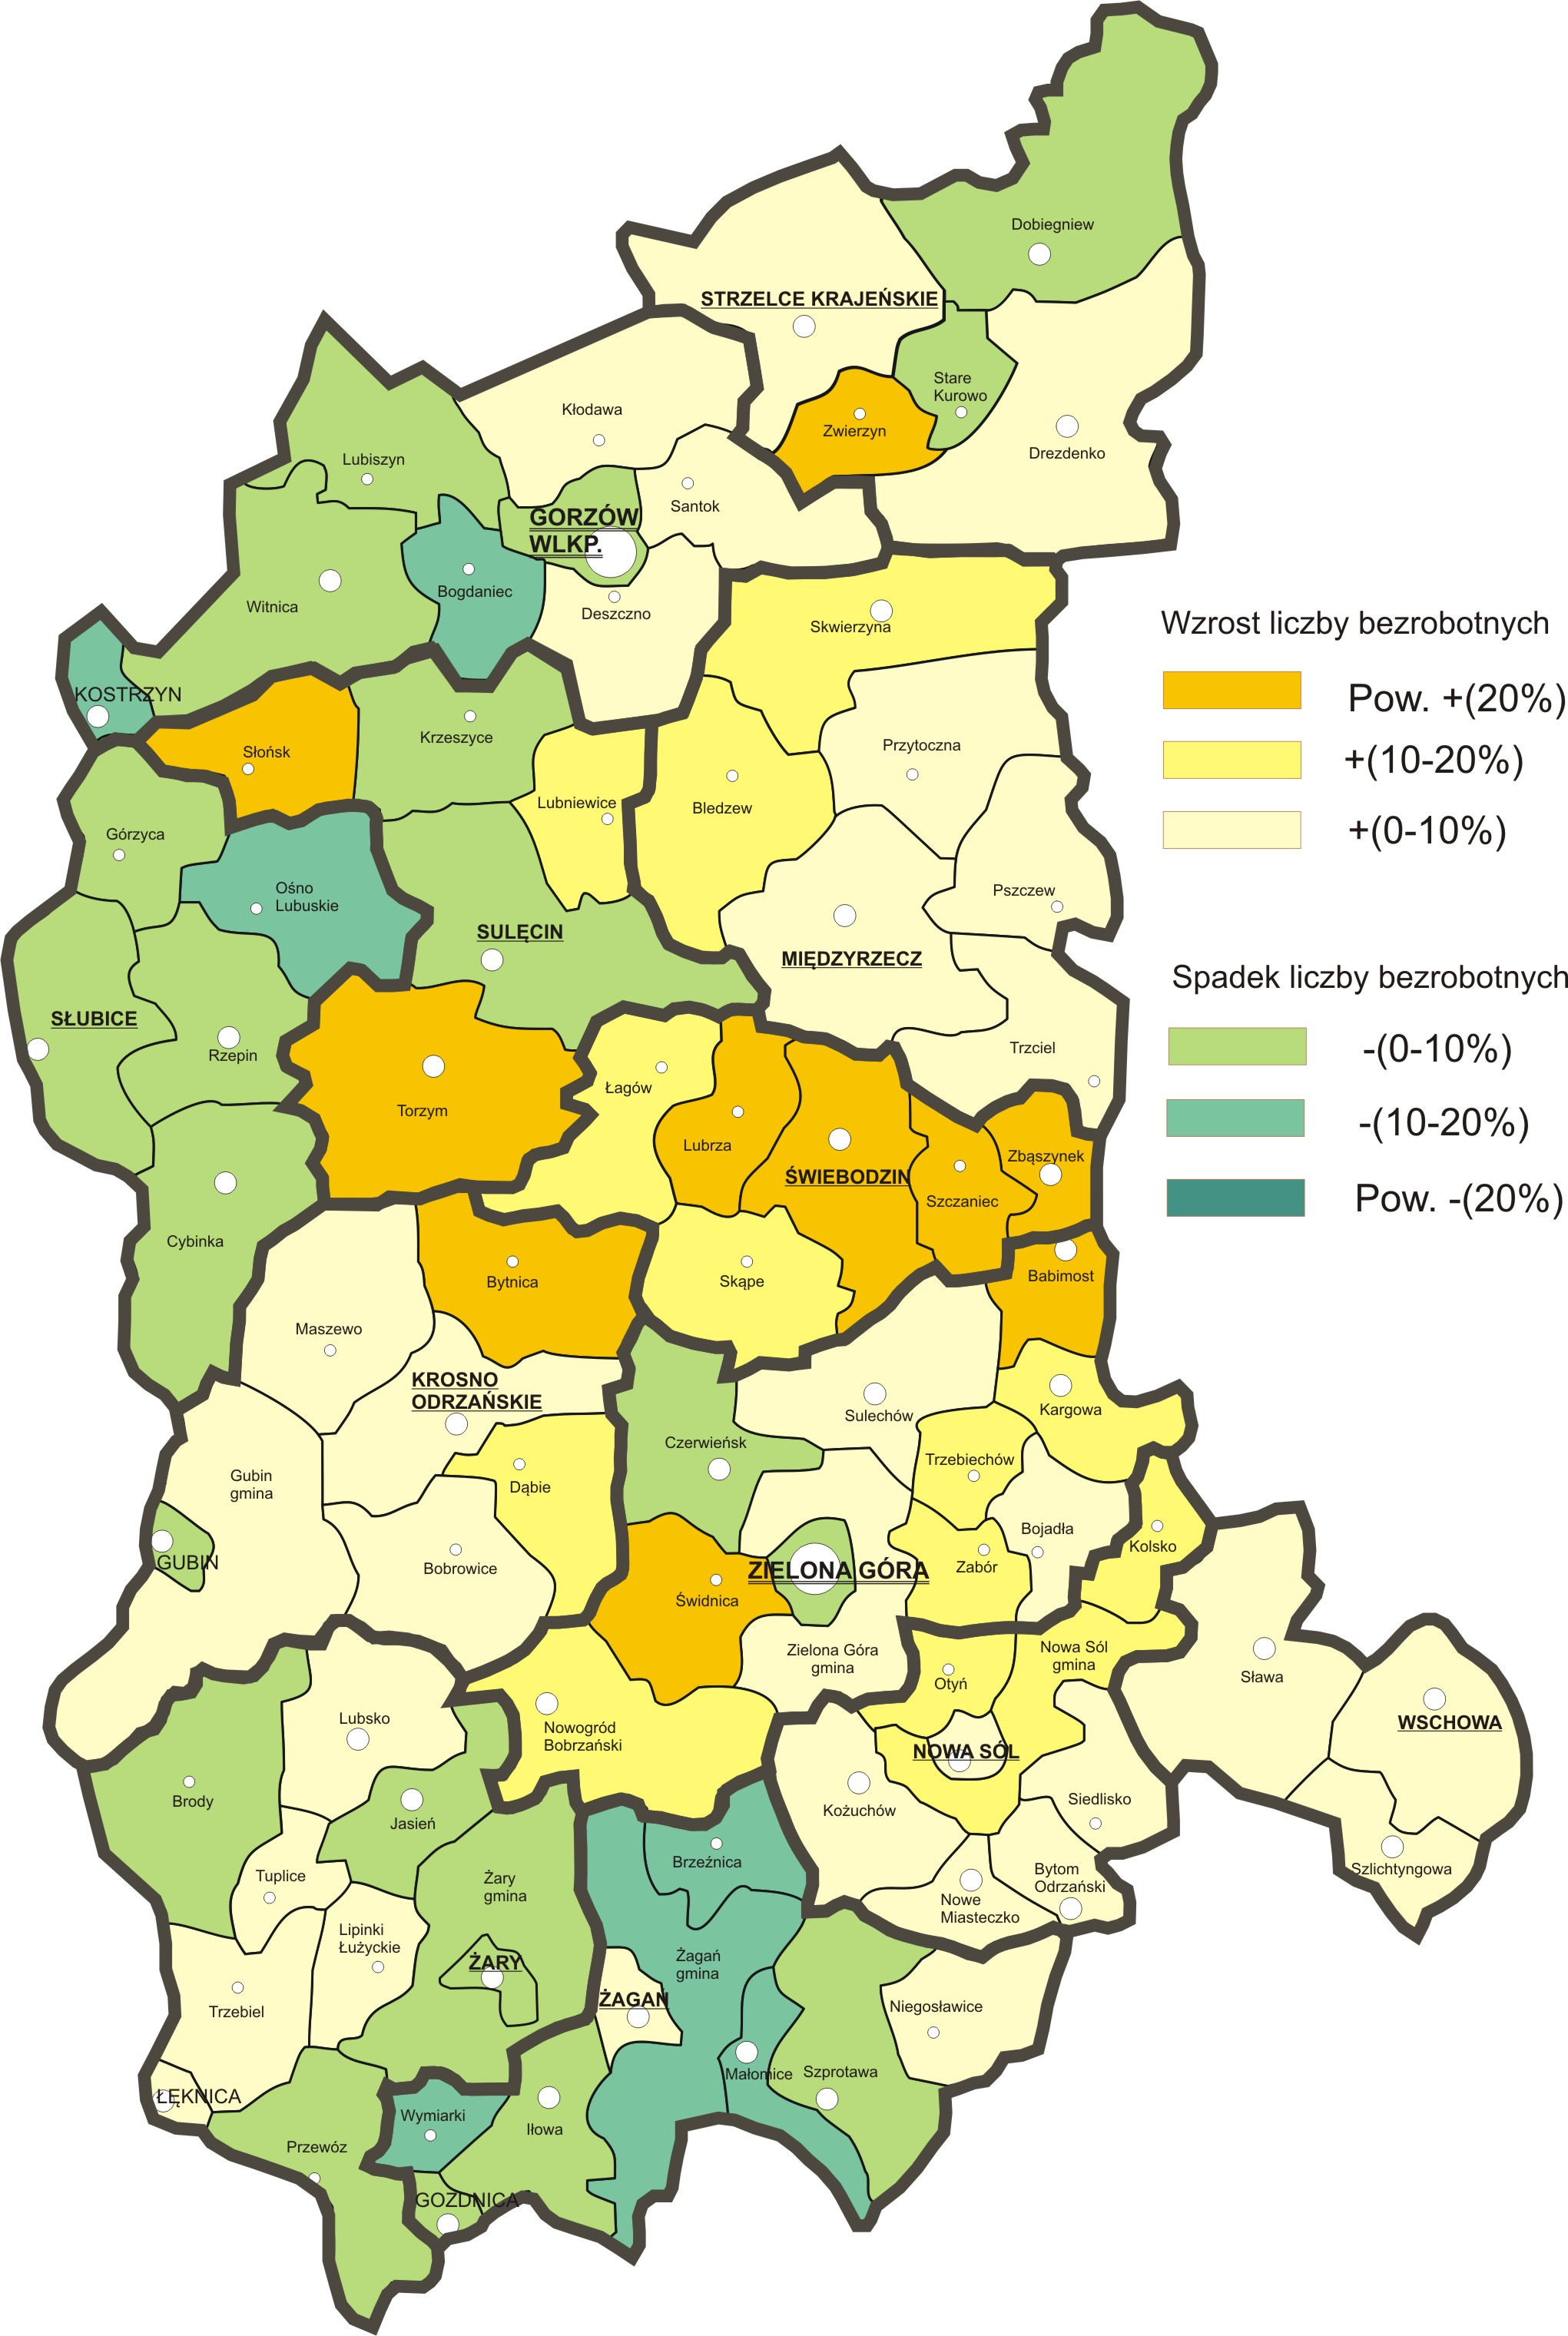 Dobiegniew
STRZELCE KRAJEŃSKIE
Stare
Kurowo
Kłodawa
Zwierzyn
Drezdenko
Lubiszyn
Santok
GORZÓW
WLKP.
Bogdaniec
Witnica
Deszczno
Skwierzyna
Wzrost liczby bezrobotnych
KOSTRZYN
Pow. +(20%)
Krzeszyce
Słońsk
Przytoczna
+(10-20%)
Lubniewice
Bledzew
Górzyca
+(0-10%)
Ośno
Lubuskie
Pszczew
SULĘCIN
MIĘDZYRZECZ
Spadek liczby bezrobotnych
SŁUBICE
Rzepin
Trzciel
-(0-10%)
Łagów
Torzym
-(10-20%)
Lubrza
Zbąszynek
ŚWIEBODZIN
Szczaniec
Pow. -(20%)
Cybinka
Bytnica
Skąpe
Babimost
Maszewo
KROSNO
ODRZAŃSKIE
Kargowa
Sulechów
Czerwieńsk
Trzebiechów
Gubin
gmina
Dąbie
Bojadła
Kolsko
GUBIN
Bobrowice
ZIELONA GÓRA
Zabór
Świdnica
Zielona Góra
gmina
Nowa Sól
gmina
Otyń
Sława
Lubsko
Nowogród
Bobrzański
WSCHOWA
NOWA SÓL
Brody
Jasień
Kożuchów
Siedlisko
Brzeźnica
Szlichtyngowa
Tuplice
Żary
gmina
Bytom
Odrzański
Nowe
Miasteczko
Lipinki
Łużyckie
Żagań
gmina
ŻARY
ŻAGAŃ
Trzebiel
Niegosławice
Małomice
Szprotawa
ŁĘKNICA
Wymiarki
Iłowa
Przewóz
GOZDNICA